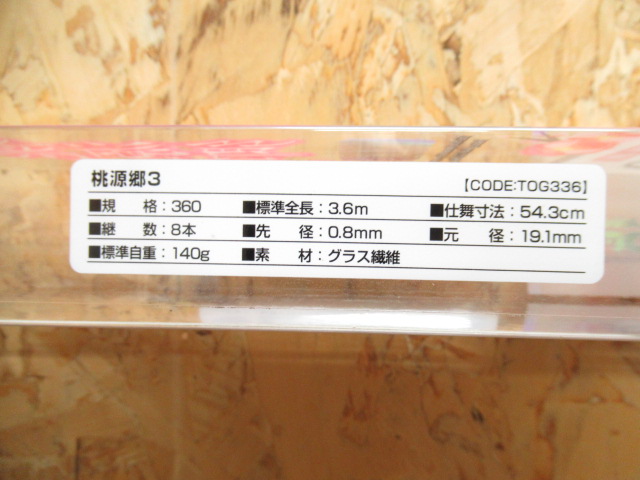 桃源郷3 【CODE:TOG336】
■規 格:360 ■標準全長:3.6m ■仕舞寸法:54.3cm
■継 数:8本 ■先 径:0.8mm ■元 径:19.1mm
■標準自重:140g ■素 材:グラス繊維